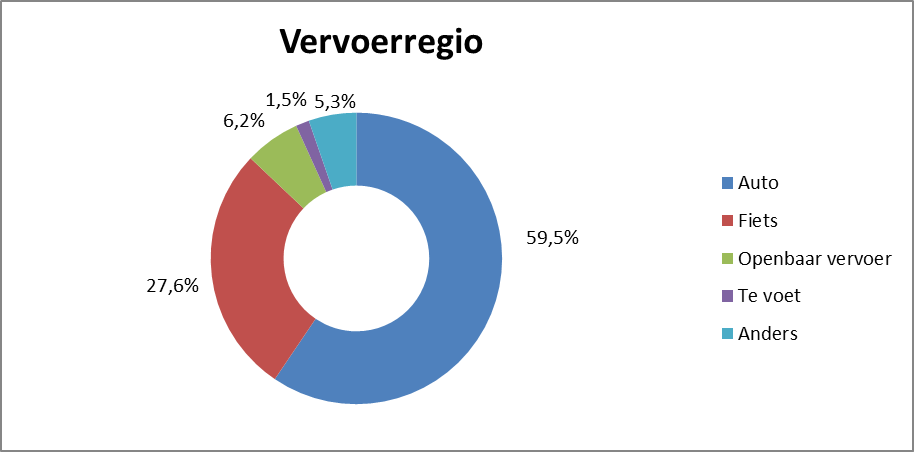 Vervoerregio
1,5%
5,3%
6,2%
59,5%
27,6%
Auto
Fiets
Openbaar vervoer
Te voet
Anders